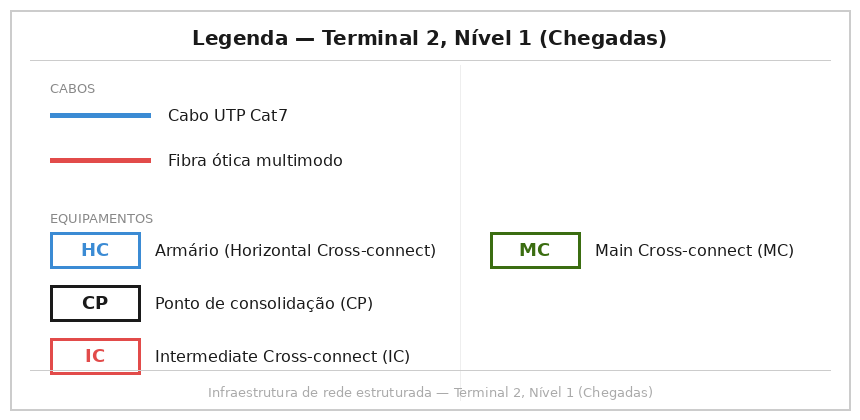 Legenda — Terminal 2, Nível 1 (Chegadas)
CABOS
Cabo UTP Cat7
Fibra ótica multimodo
EQUIPAMENTOS
HC Armário (Horizontal Cross-connect)
MC Main Cross-connect (MC)
CP Ponto de consolidação (CP)
IC Intermediate Cross-connect (IC)
Infraestrutura de rede estruturada — Terminal 2, Nível 1 (Chegadas)